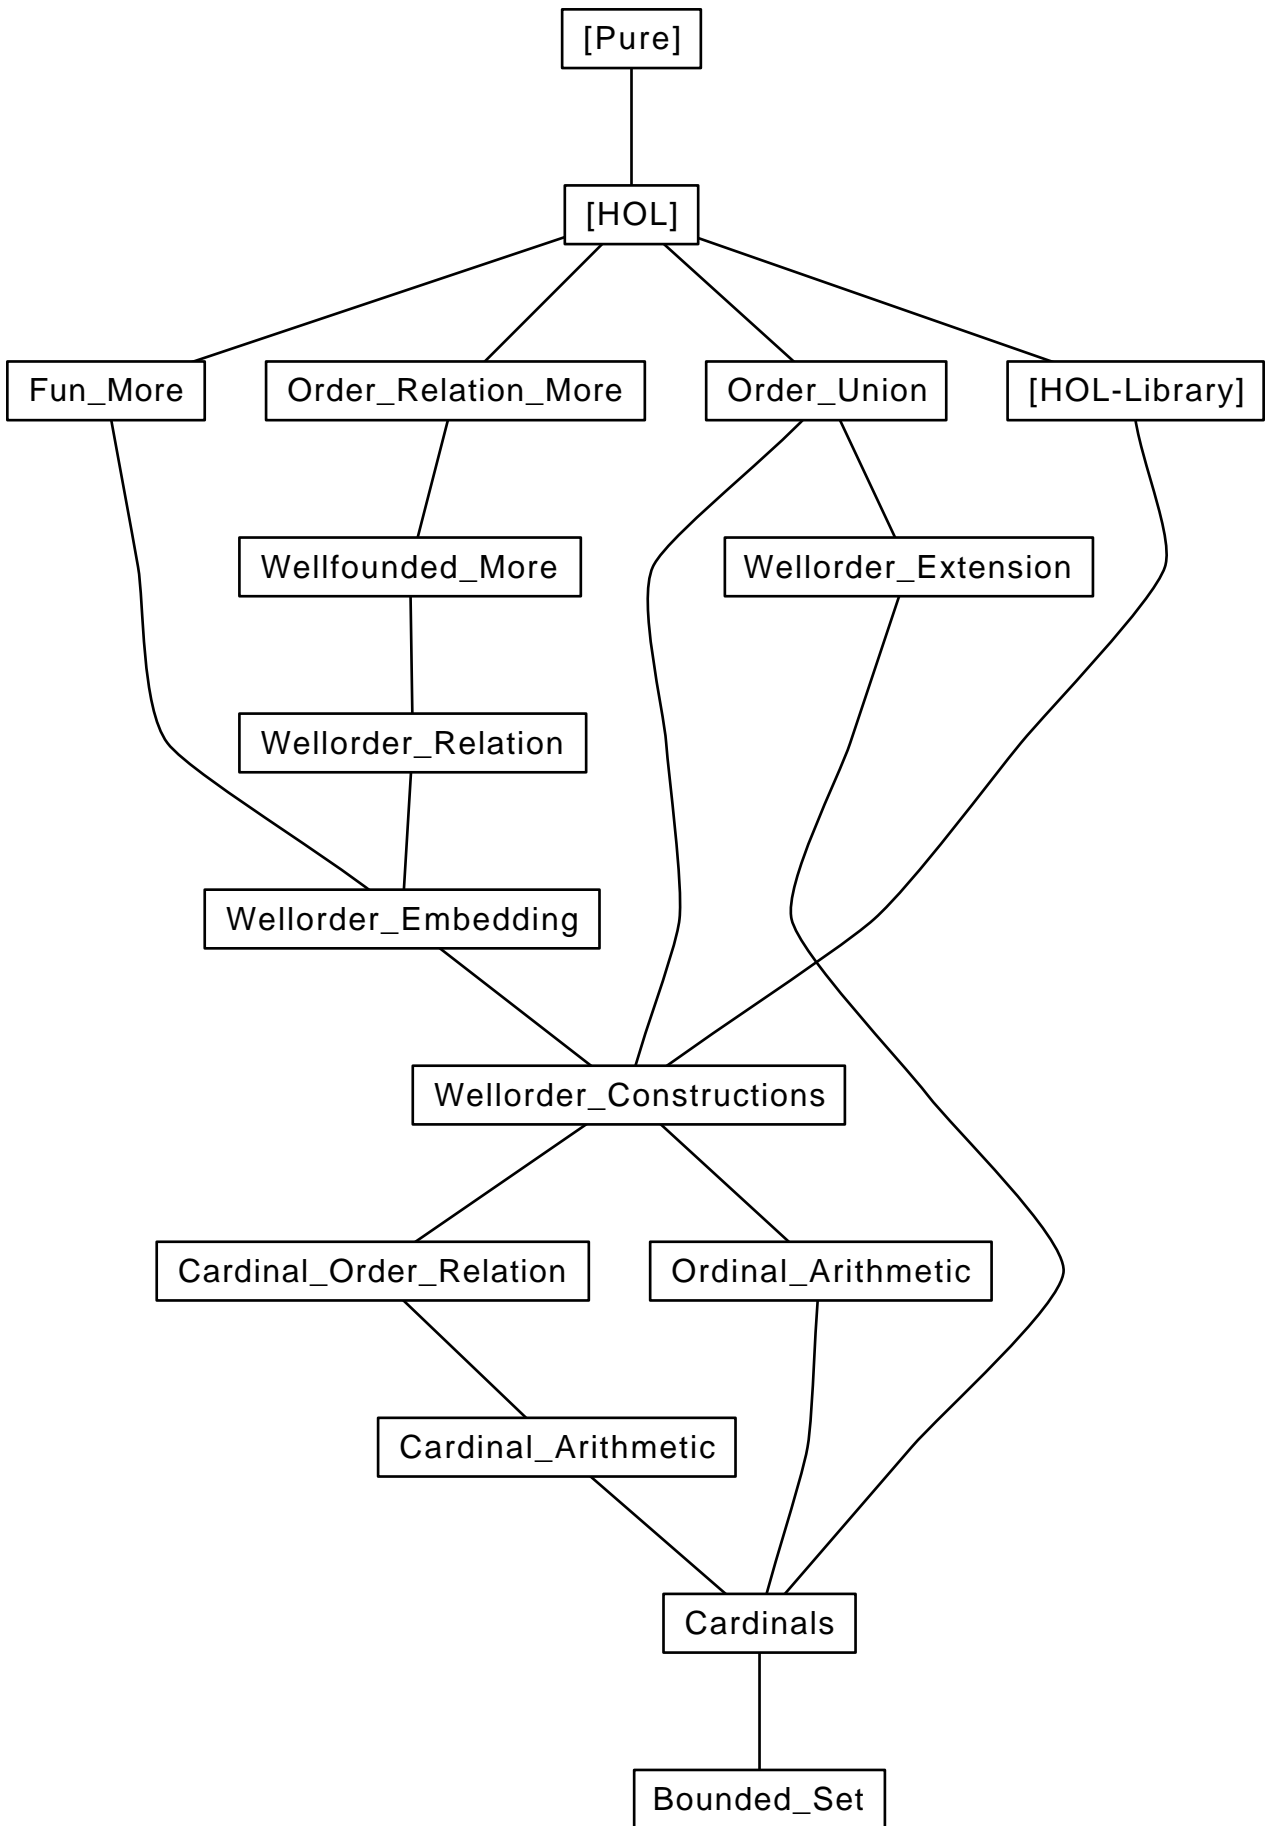 [Pure]
[HOL]
Fun_More
Order_Relation_More
Order_Union
[HOL-Library]
Wellfounded_More
Wellorder_Extension
Wellorder_Relation
Wellorder_Embedding
Wellorder_Constructions
Cardinal_Order_Relation
Ordinal_Arithmetic
Cardinal_Arithmetic
Cardinals
Bounded_Set